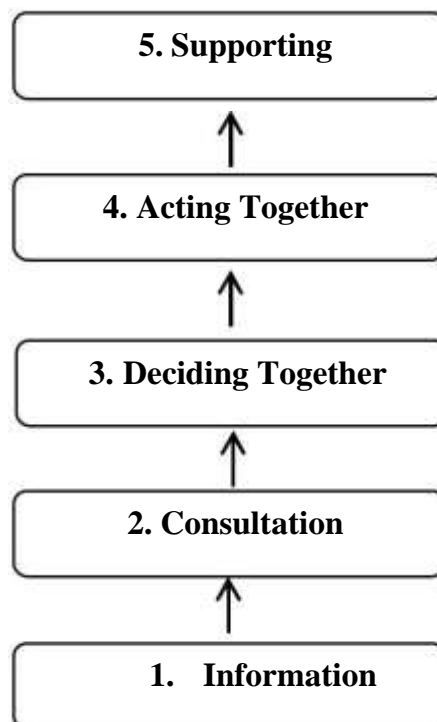 5. Supporting
4. Acting Together
3. Deciding Together
2. Consultation
1. Information